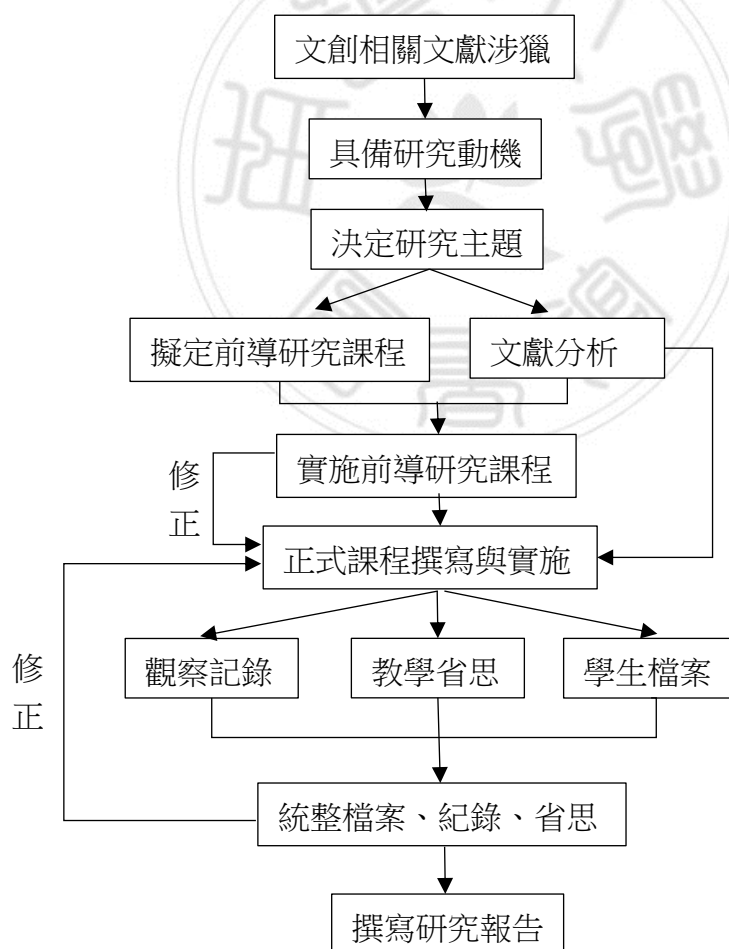 文創相關文獻涉獵
具備研究動機
決定研究主題
擬定前導研究課程
文獻分析
實施前導研究課程
修
正
正式課程撰寫與實施
觀察記錄
教學省思
學生檔案
修
正
統整檔案、紀錄、省思
撰寫研究報告